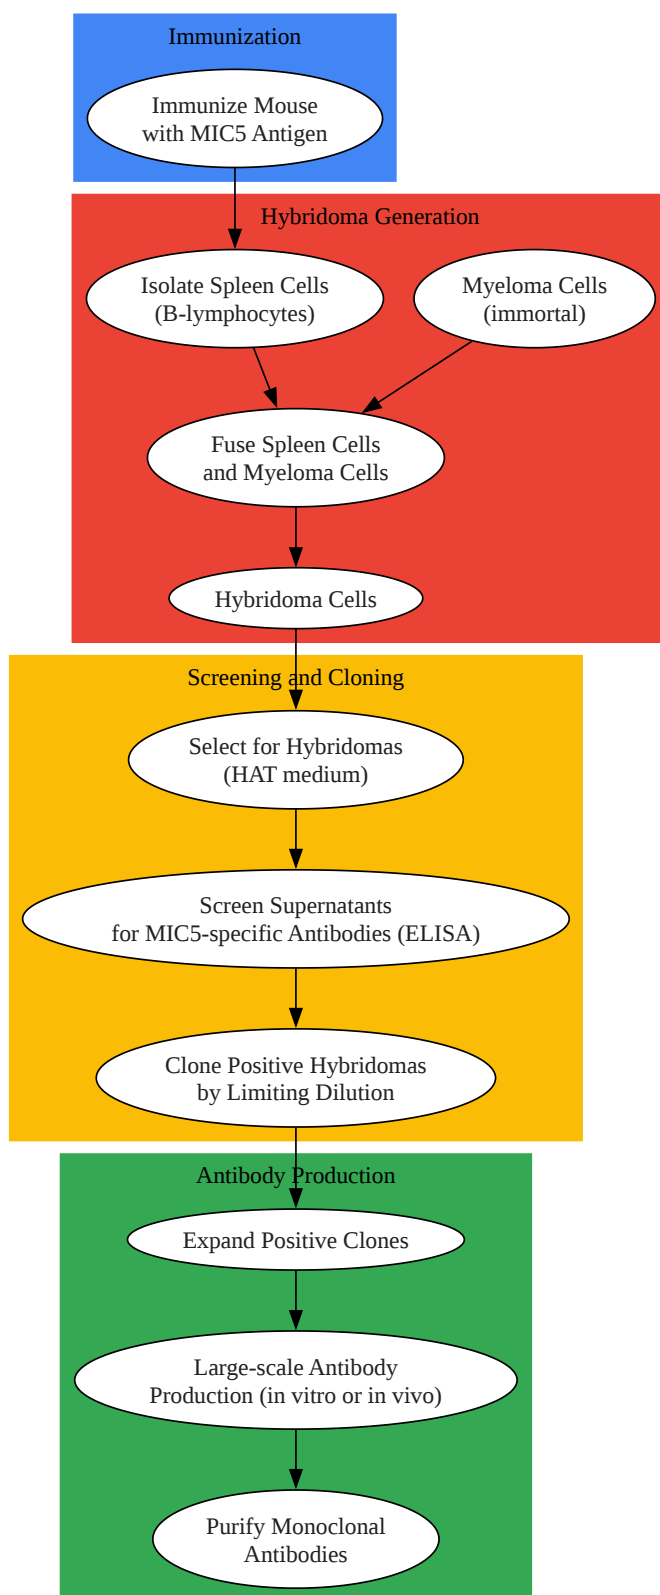 Immunization
Immunize Mouse
with MIC5 Antigen
Hybridoma Generation
Isolate Spleen Cells
(B-lymphocytes)
Myeloma Cells
(immortal)
Fuse Spleen Cells
and Myeloma Cells
Hybridoma Cells
Screening and Cloning
Select for Hybridomas
(HAT medium)
Screen Supernatants
for MIC5-specific Antibodies (ELISA)
Clone Positive Hybridomas
by Limiting Dilution
Antibody Production
Expand Positive Clones
Large-scale Antibody
Production (in vitro or in vivo)
Purify Monoclonal
Antibodies